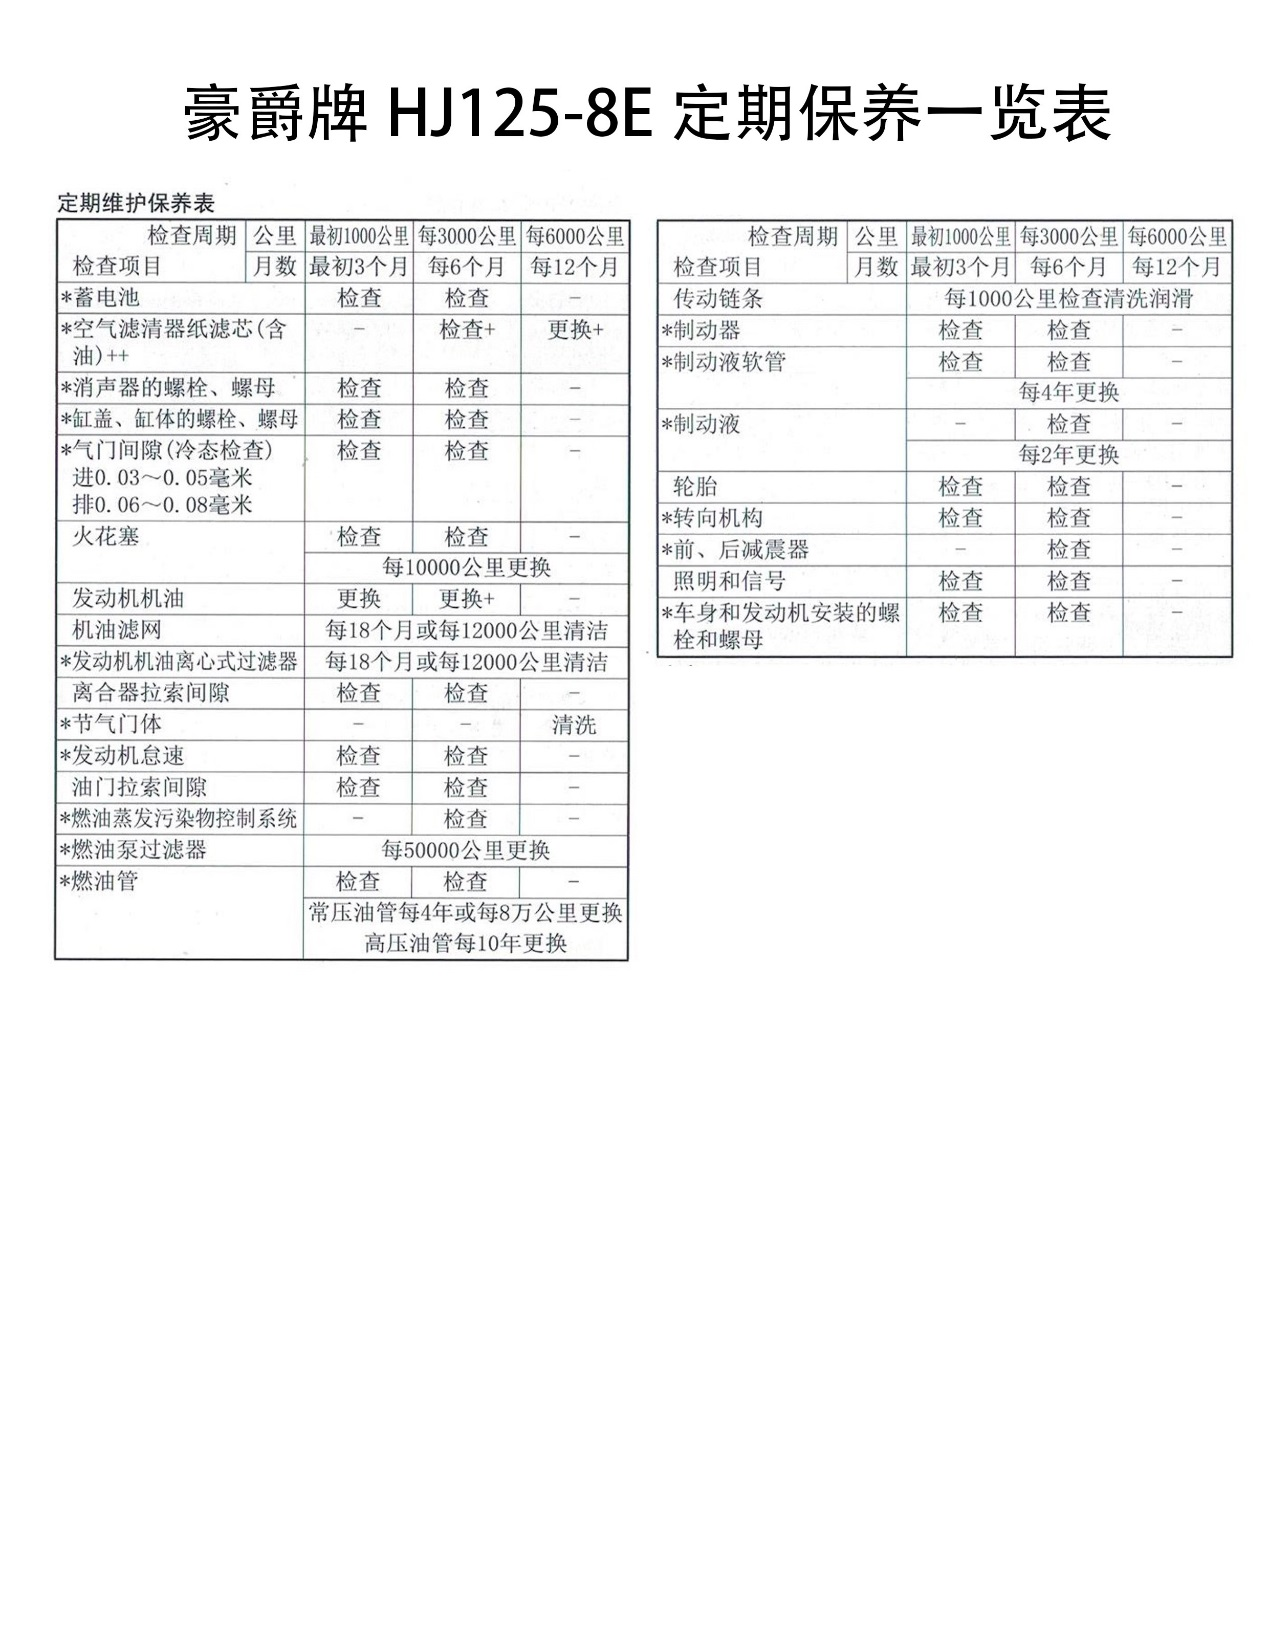 豪爵牌 HJ125-8E 定期保养一览表
定期维护保养表
检查周期 公里 最初1000公里 每3000公里 每6000公里
检查项目 月数 最初3个月 每6个月 每12个月
*蓄电池 检查 检查 -
*空气滤清器纸滤芯(含 - 检查+ 更换+
油)++
*消声器的螺栓、螺母 检查 检查 -
*缸盖、缸体的螺栓、螺母 检查 检查 -
*气门间隙(冷态检查) 检查 检查 -
进0.03～0.05毫米
排0.06～0.08毫米
火花塞 检查 检查 -
每10000公里更换
发动机机油 更换 更换+ -
机油滤网 每18个月或每12000公里清洁
*发动机机油离心式过滤器 每18个月或每12000公里清洁
离合器拉索间隙 检查 检查 -
*节气门体 - - 清洗
*发动机怠速 检查 检查 -
油门拉索间隙 检查 检查 -
*燃油蒸发污染物控制系统 - 检查 -
*燃油泵过滤器 每50000公里更换
*燃油管 检查 检查 -
常压油管每4年或每8万公里更换
高压油管每10年更换
检查周期 公里 最初1000公里 每3000公里 每6000公里
检查项目 月数 最初3个月 每6个月 每12个月
传动链条 每1000公里检查清洗润滑
*制动器 检查 检查 -
*制动液软管 检查 检查 -
每4年更换
*制动液 - 检查 -
每2年更换
轮胎 检查 检查 -
*转向机构 检查 检查 -
*前、后减震器 - 检查 -
照明和信号 检查 检查 -
*车身和发动机安装的螺 检查 检查 -
栓和螺母